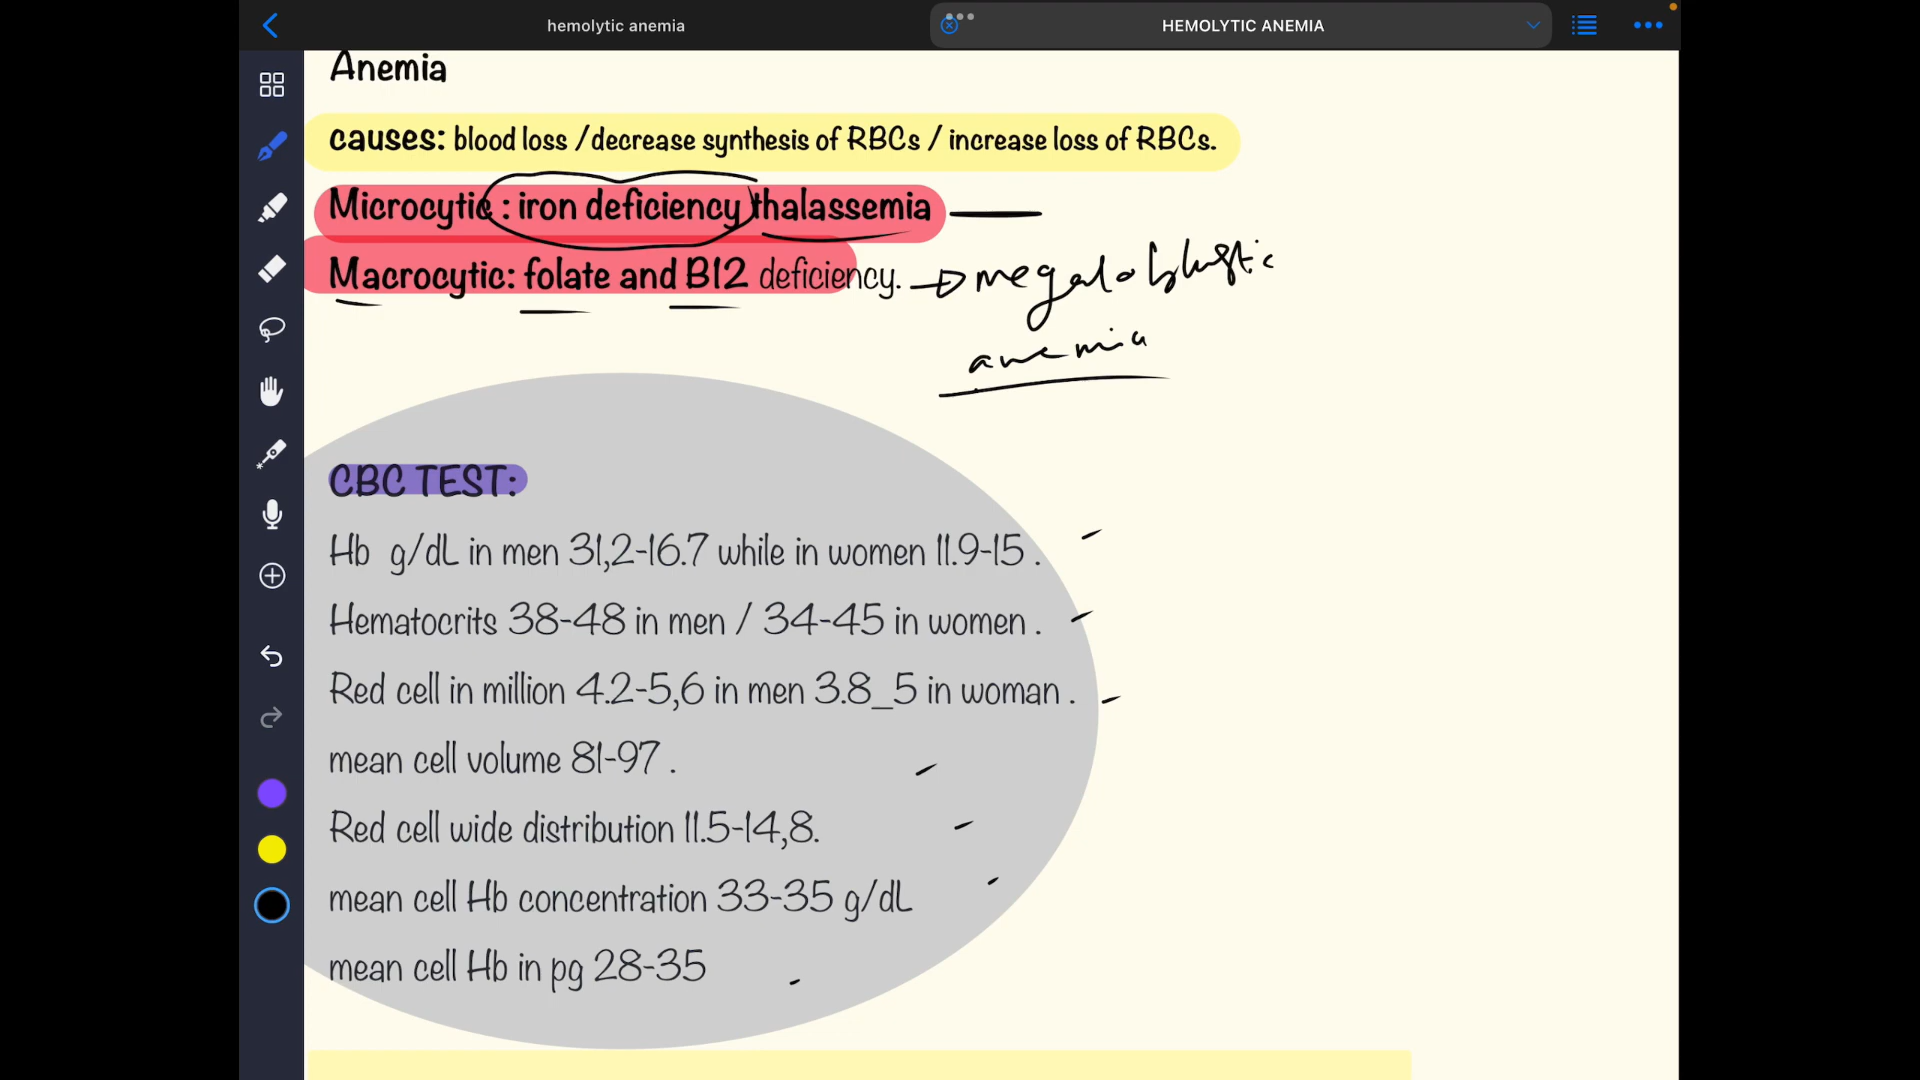 hemolytic anemia
HEMOLYTIC ANEMIA
Anemia
causes: blood loss /decrease synthesis of RBCs / increase loss of RBCs.
Microcytic : iron deficiency thalassemia
Macrocytic: folate and B12 deficiency. megaloblastic
anemia
CBC TEST:
Hb g/dL in men 31,2-16.7 while in women 11.9-15 .
Hematocrits 38-48 in men / 34-45 in women .
Red cell in million 4.2-5,6 in men 3.8_5 in woman .
mean cell volume 81-97 .
Red cell wide distribution 11.5-14,8.
mean cell Hb concentration 33-35 g/dL
mean cell Hb in pg 28-35